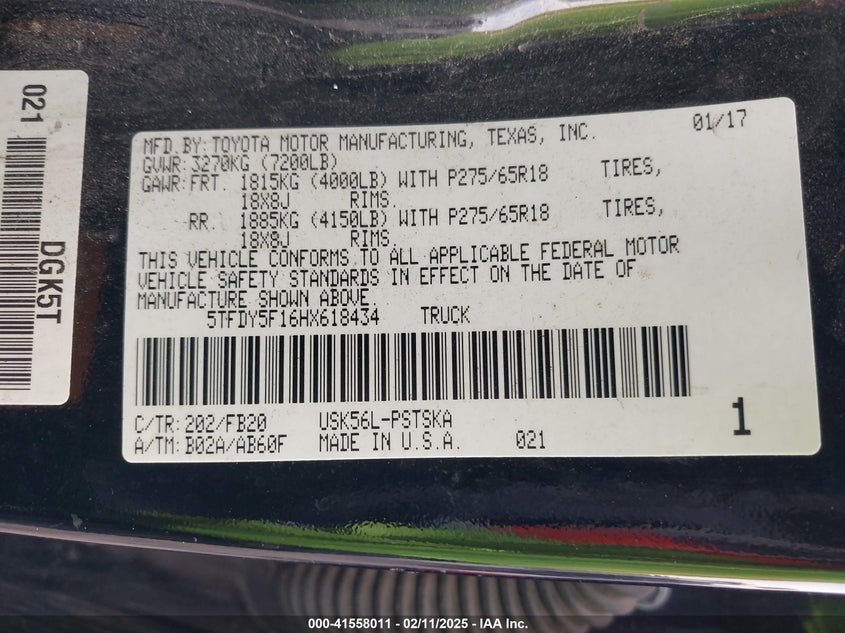 021
DGK5T
MFD.BY:TOYOTA MOTOR MANUFACTURING, TEXAS, INC. 01/17
GVWR:3270KG (7200LB)
GAWR:FRT. 1815KG (4000LB) WITH P275/65R18 TIRES,
18X8J RIMS.
RR. 1885KG (4150LB) WITH P275/65R18 TIRES,
18X8J RIMS.
THIS VEHICLE CONFORMS TO ALL APPLICABLE FEDERAL MOTOR
VEHICLE SAFETY STANDARDS IN EFFECT ON THE DATE OF
MANUFACTURE SHOWN ABOVE.
5TFDY5F16HX618434 TRUCK
C/TR:202/FB20 USK56L-PSTSKA
A/TM:B02A/AB60F MADE IN U.S.A. 021
1
000-41558011 - 02/11/2025 - IAAI Inc.